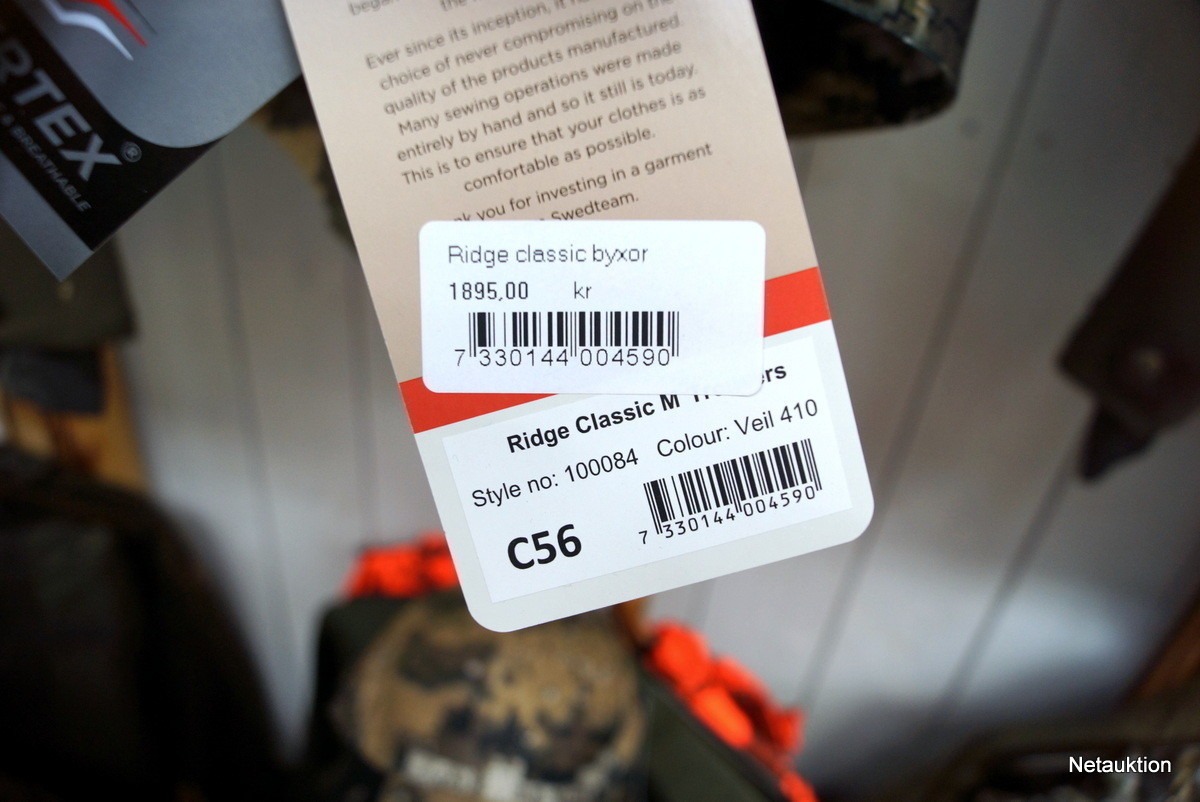 Ever since its inception, it
choice of never compromising on the
quality of the products manufactured.
Many sewing operations were made
entirely by hand and so it still is today.
This is to ensure that your clothes is as
comfortable as possible.
you for investing in a garment
Swedteam.
RTEX®
& BREATHABLE
Ridge classic byxor
1895,00 kr
7 330144 004590
Ridge Classic M
Style no: 100084 Colour: Veil 410
C56
7 330144 004590
Netauktion